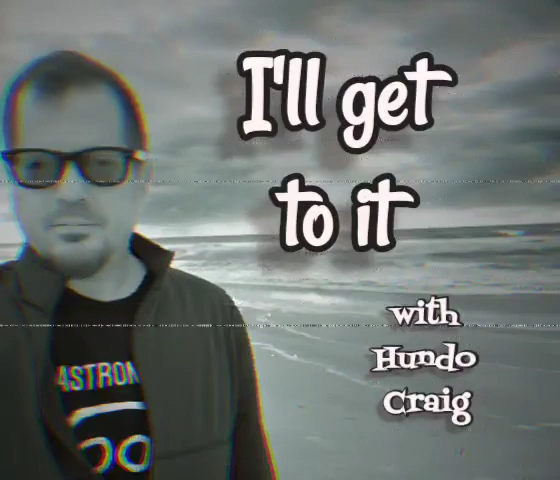 I'll get
to it
with
Hundo
Craig